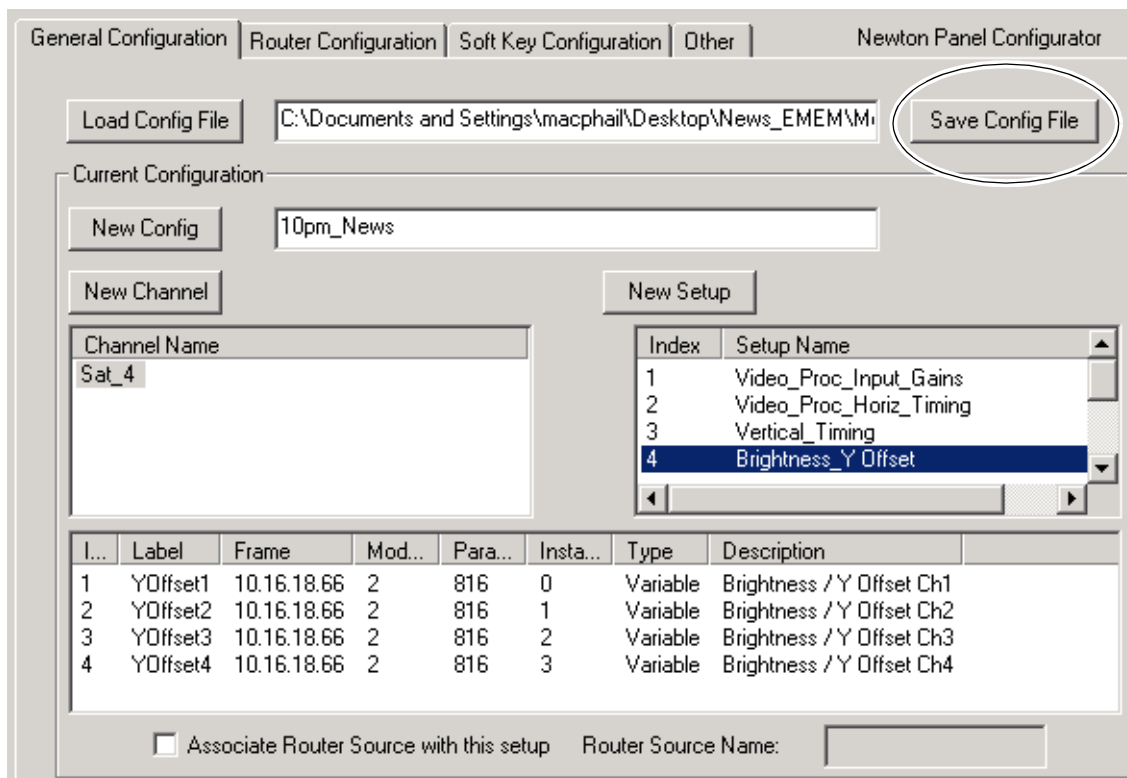 General Configuration Router Configuration Soft Key Configuration Other Newton Panel Configurator
Load Config File C:\Documents and Settings\macphail\Desktop\News_EMEM\M Save Config File
Current Configuration
New Config 10pm_News
New Channel New Setup
Channel Name
Sat_4
Index Setup Name
1 Video_Proc_Input_Gains
2 Video_Proc_Horiz_Timing
3 Vertical_Timing
4 Brightness_Y Offset
I... Label Frame Mod... Para... Insta... Type Description
1 YOffset1 10.16.18.66 2 816 0 Variable Brightness / Y Offset Ch1
2 YOffset2 10.16.18.66 2 816 1 Variable Brightness / Y Offset Ch2
3 YOffset3 10.16.18.66 2 816 2 Variable Brightness / Y Offset Ch3
4 YOffset4 10.16.18.66 2 816 3 Variable Brightness / Y Offset Ch4
Associate Router Source with this setup Router Source Name: